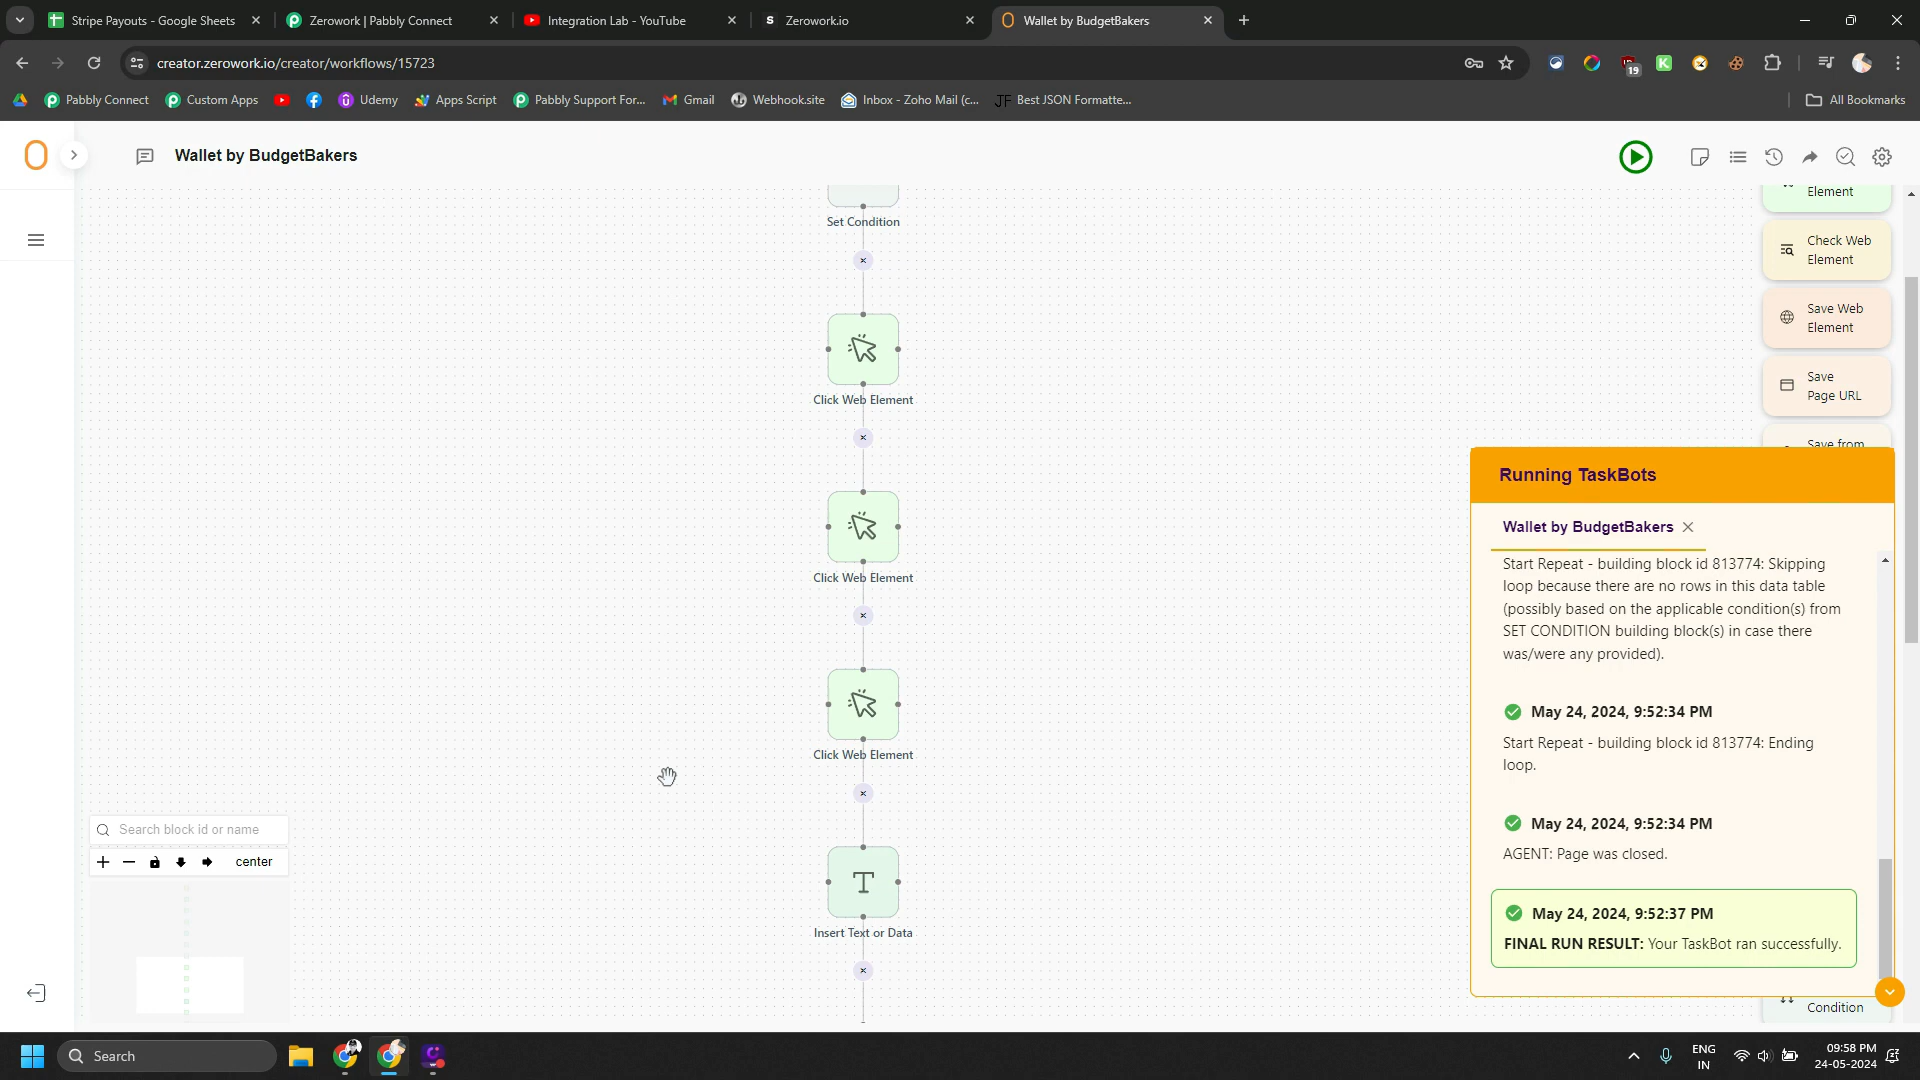 Stripe Payouts - Google Sheets
Zerowork | Pabbly Connect
Integration Lab - YouTube
Zerowork.io
Wallet by BudgetBakers
creator.zerowork.io/creator/workflows/15723
19
Pabbly Connect
Custom Apps
Udemy
Apps Script
Pabbly Support For...
Gmail
Webhook.site
Inbox - Zoho Mail (c...
JF Best JSON Formatte...
All Bookmarks
Wallet by BudgetBakers
Set Condition
Click Web Element
Click Web Element
Click Web Element
Insert Text or Data
Element
Check Web
Element
Save Web
Element
Save
Page URL
Save from
Running TaskBots
Wallet by BudgetBakers
Start Repeat - building block id 813774: Skipping
loop because there are no rows in this data table
(possibly based on the applicable condition(s) from
SET CONDITION building block(s) in case there
was/were any provided).
May 24, 2024, 9:52:34 PM
Start Repeat - building block id 813774: Ending
loop.
May 24, 2024, 9:52:34 PM
AGENT: Page was closed.
May 24, 2024, 9:52:37 PM
FINAL RUN RESULT: Your TaskBot ran successfully.
Condition
Search block id or name
center
Search
ENG
IN
09:58 PM
24-05-2024